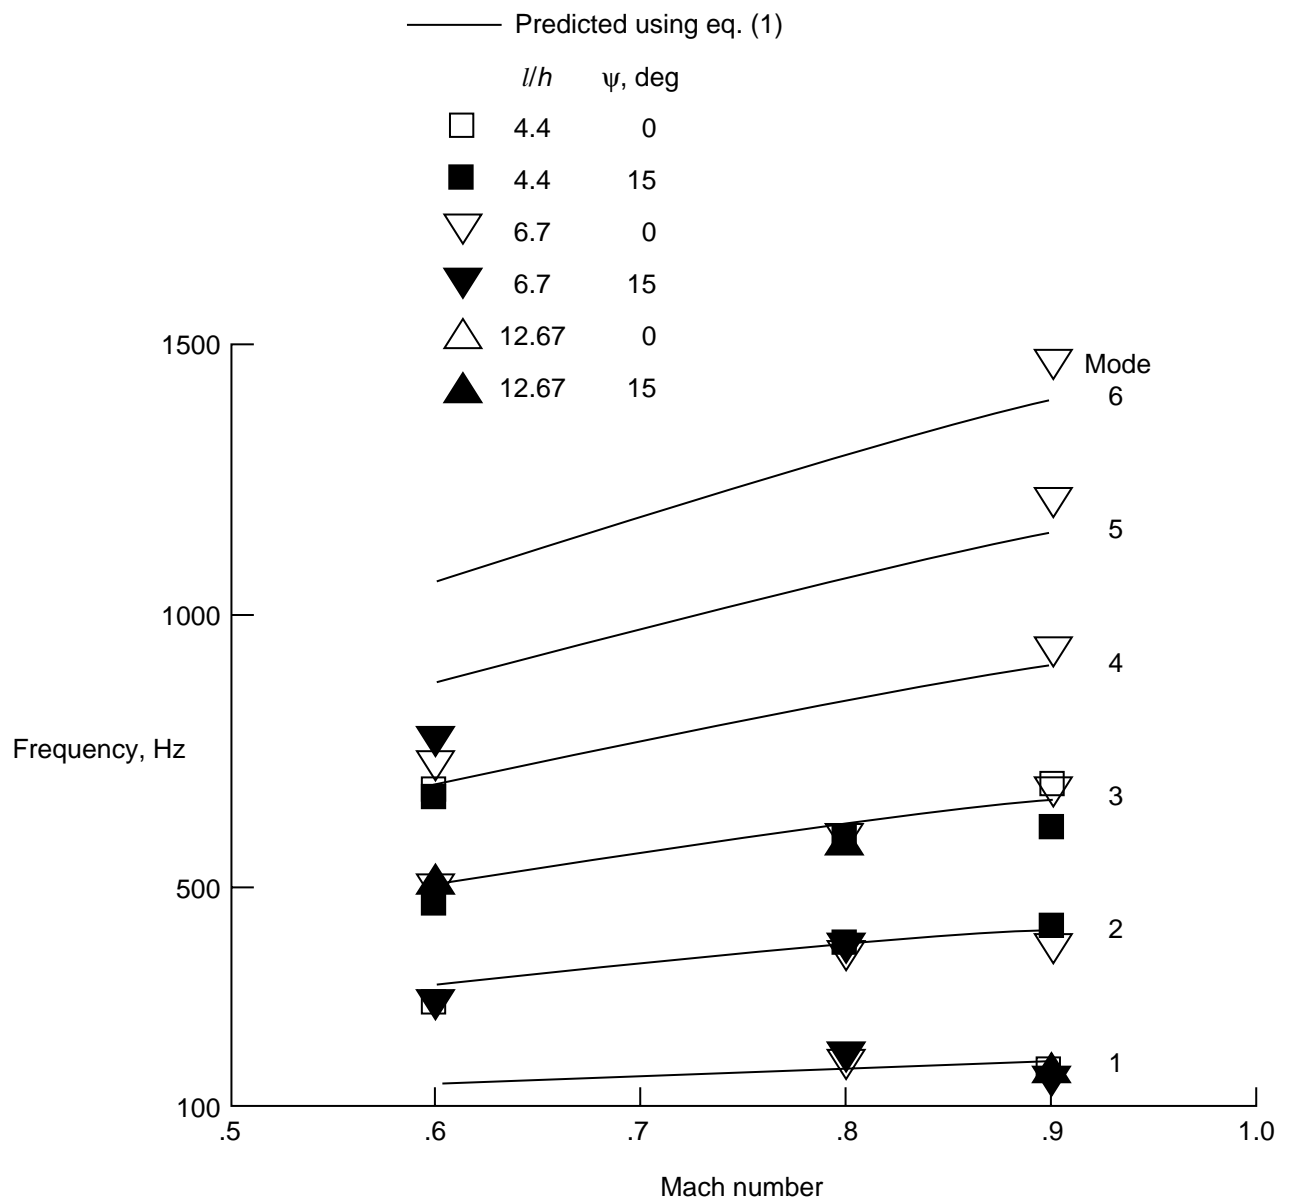 Predicted using eq. (1)
l/h ψ, deg
4.4 0
4.4 15
6.7 0
6.7 15
12.67 0
12.67 15
1500
Mode
6
5
1000
4
Frequency, Hz
3
500
2
1
100
.5 .6 .7 .8 .9 1.0
Mach number